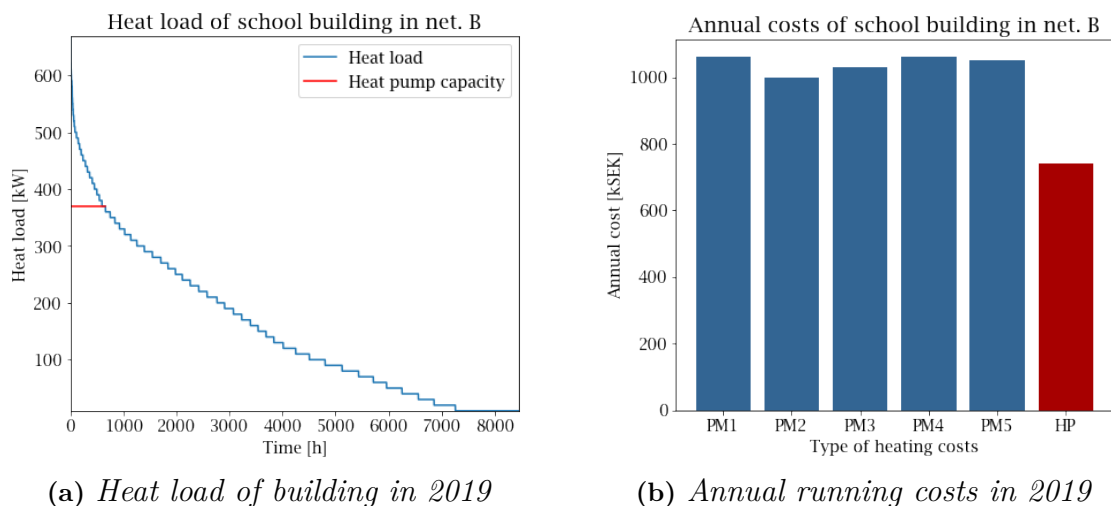 Heat load of school building in net. B
Heat load
Heat pump capacity
600
500
400
300
200
100
Heat load [kW]
0 1000 2000 3000 4000 5000 6000 7000 8000
Time [h]
(a) Heat load of building in 2019
Annual costs of school building in net. B
1000
800
600
400
200
0
Annual cost [kSEK]
PM1 PM2 PM3 PM4 PM5 HP
Type of heating costs
(b) Annual running costs in 2019